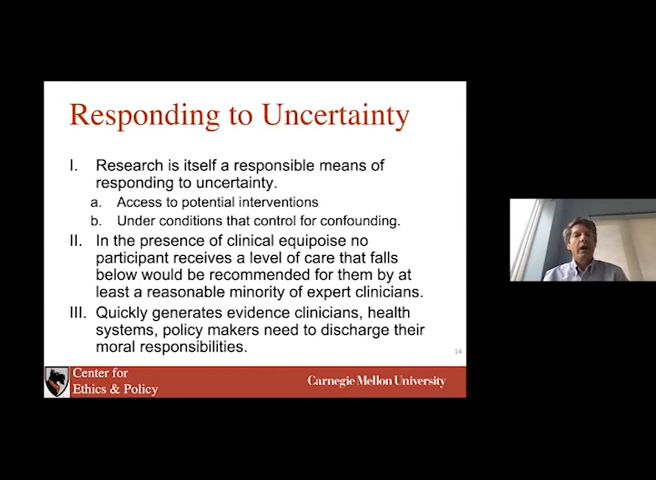 Responding to Uncertainty
I. Research is itself a responsible means of
responding to uncertainty.
a. Access to potential interventions
b. Under conditions that control for confounding.
II. In the presence of clinical equipoise no
participant receives a level of care that falls
below would be recommended for them by at
least a reasonable minority of expert clinicians.
III. Quickly generates evidence clinicians, health
systems, policy makers need to discharge their
moral responsibilities.
14
Center for
Ethics & Policy
Carnegie Mellon University